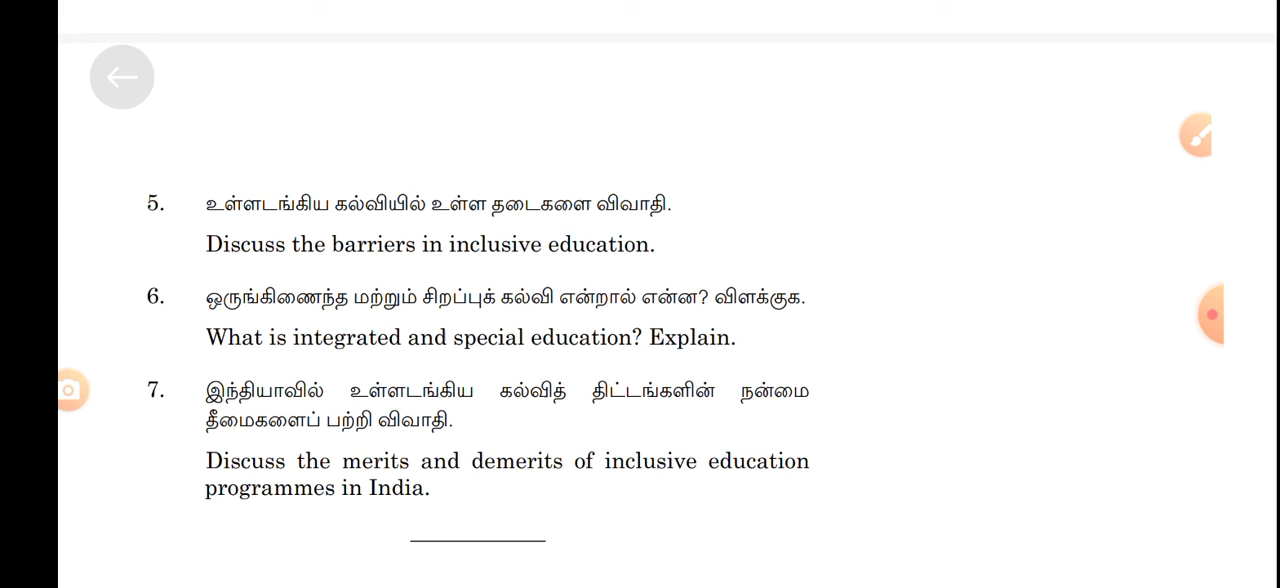 5. உள்ளடங்கிய கல்வியில் உள்ள தடைகளை விவாதி.
Discuss the barriers in inclusive education.
6. ஒருங்கிணைந்த மற்றும் சிறப்புக் கல்வி என்றால் என்ன? விளக்குக.
What is integrated and special education? Explain.
7. இந்தியாவில் உள்ளடங்கிய கல்வித் திட்டங்களின் நன்மை
தீமைகளைப் பற்றி விவாதி.
Discuss the merits and demerits of inclusive education
programmes in India.